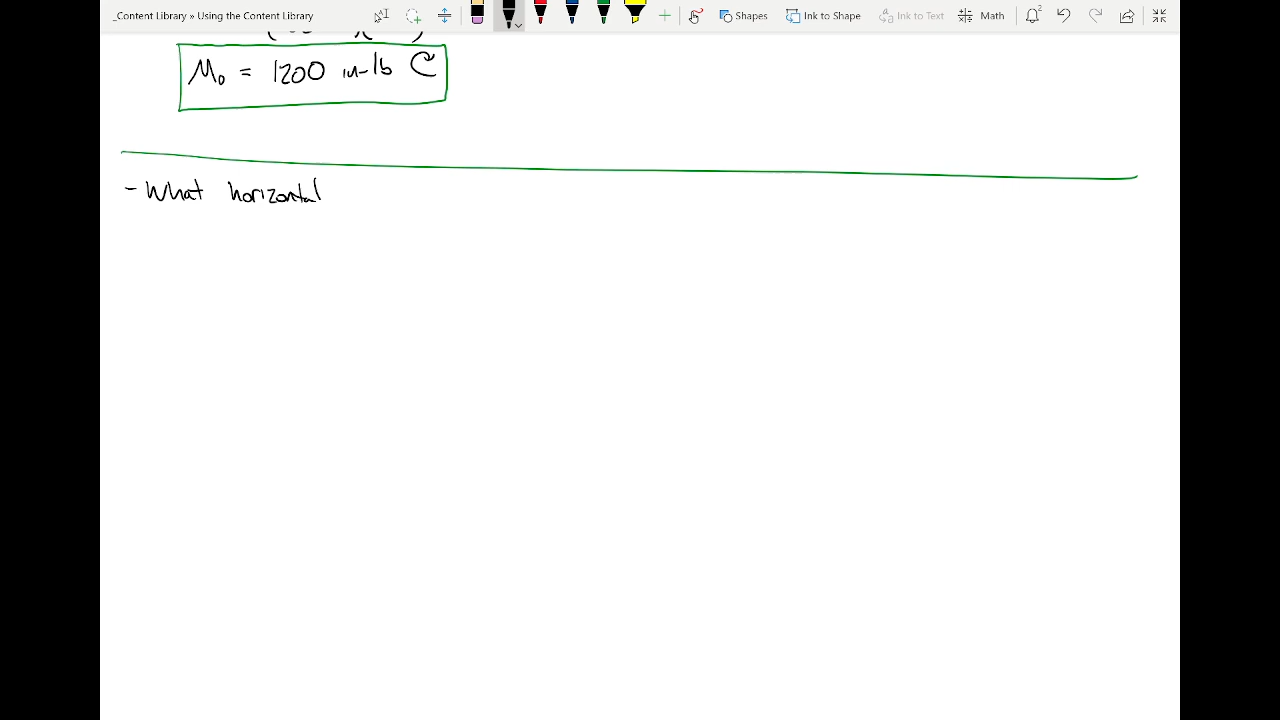 _Content Library » Using the Content Library
Shapes
Ink to Shape
Ink to Text
Math
M₀ = 1200 in-lb
- What horizontal